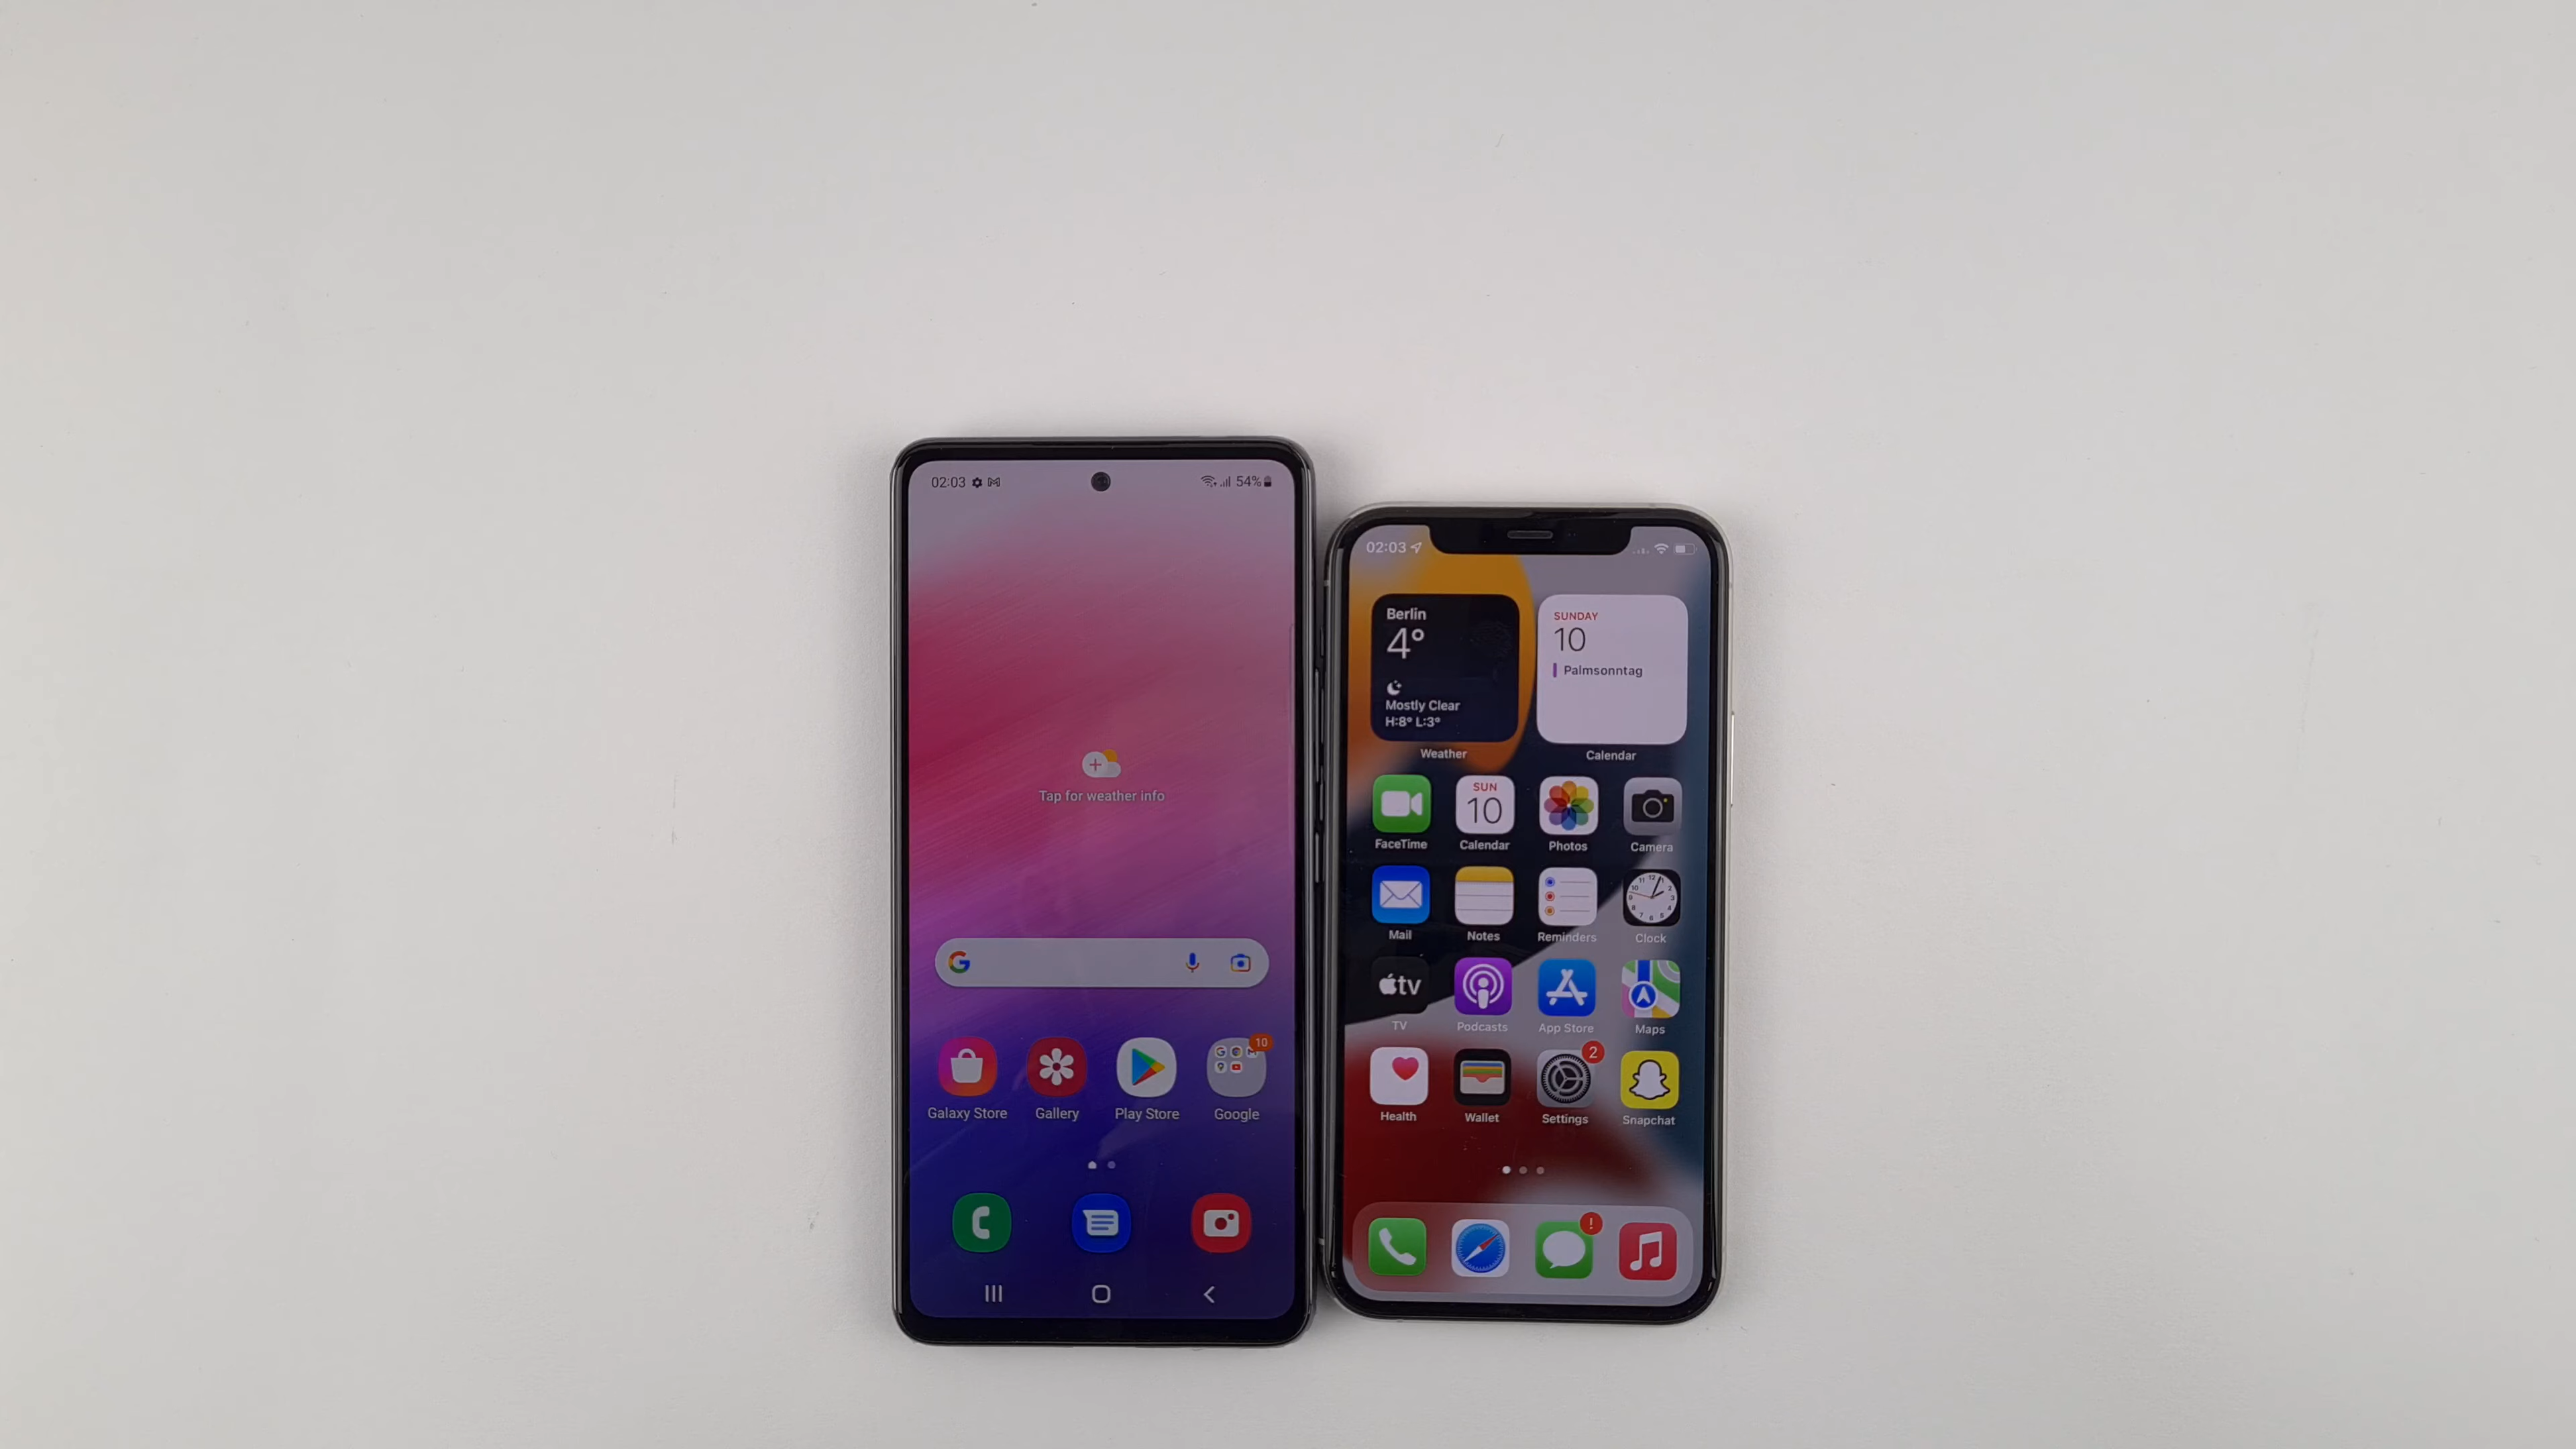 02:03
54%
Tap for weather info
10
Galaxy Store
Gallery
Play Store
Google
02:03
Berlin
4°
Mostly Clear
H:8° L:3°
Weather
SUNDAY
10
Palmsonntag
Calendar
SUN
10
FaceTime
Calendar
Photos
Camera
Mail
Notes
Reminders
Clock
tv
TV
Podcasts
App Store
Maps
2
Health
Wallet
Settings
Snapchat
!